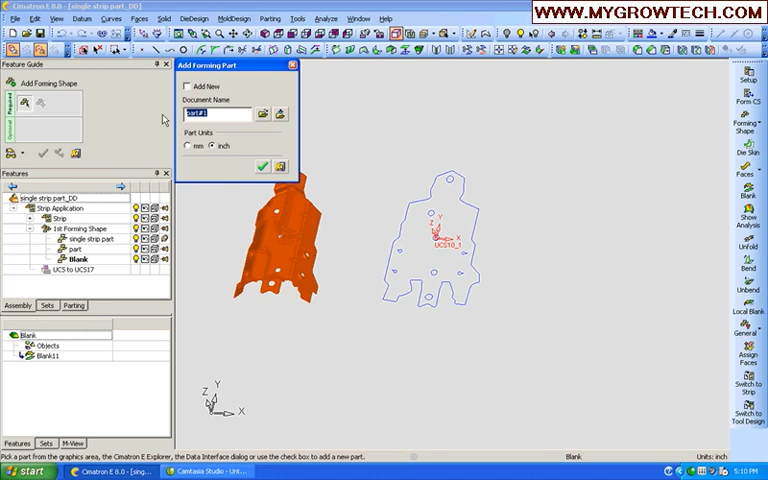 Cimatron E 8.0 - [single strip part_DD]
WWW.MYGROWTECH.COM
File Edit View Datum Curves Faces Solid DieDesign MoldDesign Parting Tools Analyze Window Help
Feature Guide
Add Forming Shape
Required
Optional
Features
single strip part_DD
Strip Application
Strip
1st Forming Shape
single strip part
part
Blank
UCS to UCS17
Assembly Sets Parting
Blank
Objects
Blank11
Features Sets M-View
Add Forming Part
Add New
Document Name
part#1
Part Units
mm inch
Z Y
X
UCS10_1
Z Y
X
Setup
Form CS
Forming Shape
Die Skin
Faces
Blank
Show Analysis
Unfold
Bend
Unbend
Local Blank
General
Assign Faces
Switch to Strip
Switch to Tool Design
Pick a part from the graphics area, the Cimatron E Explorer, the Data Interface dialog or use the check box to add a new part.
Blank
Units: inch
start
Cimatron E 8.0 - [sing...
Camtasia Studio - Unt...
5:10 PM